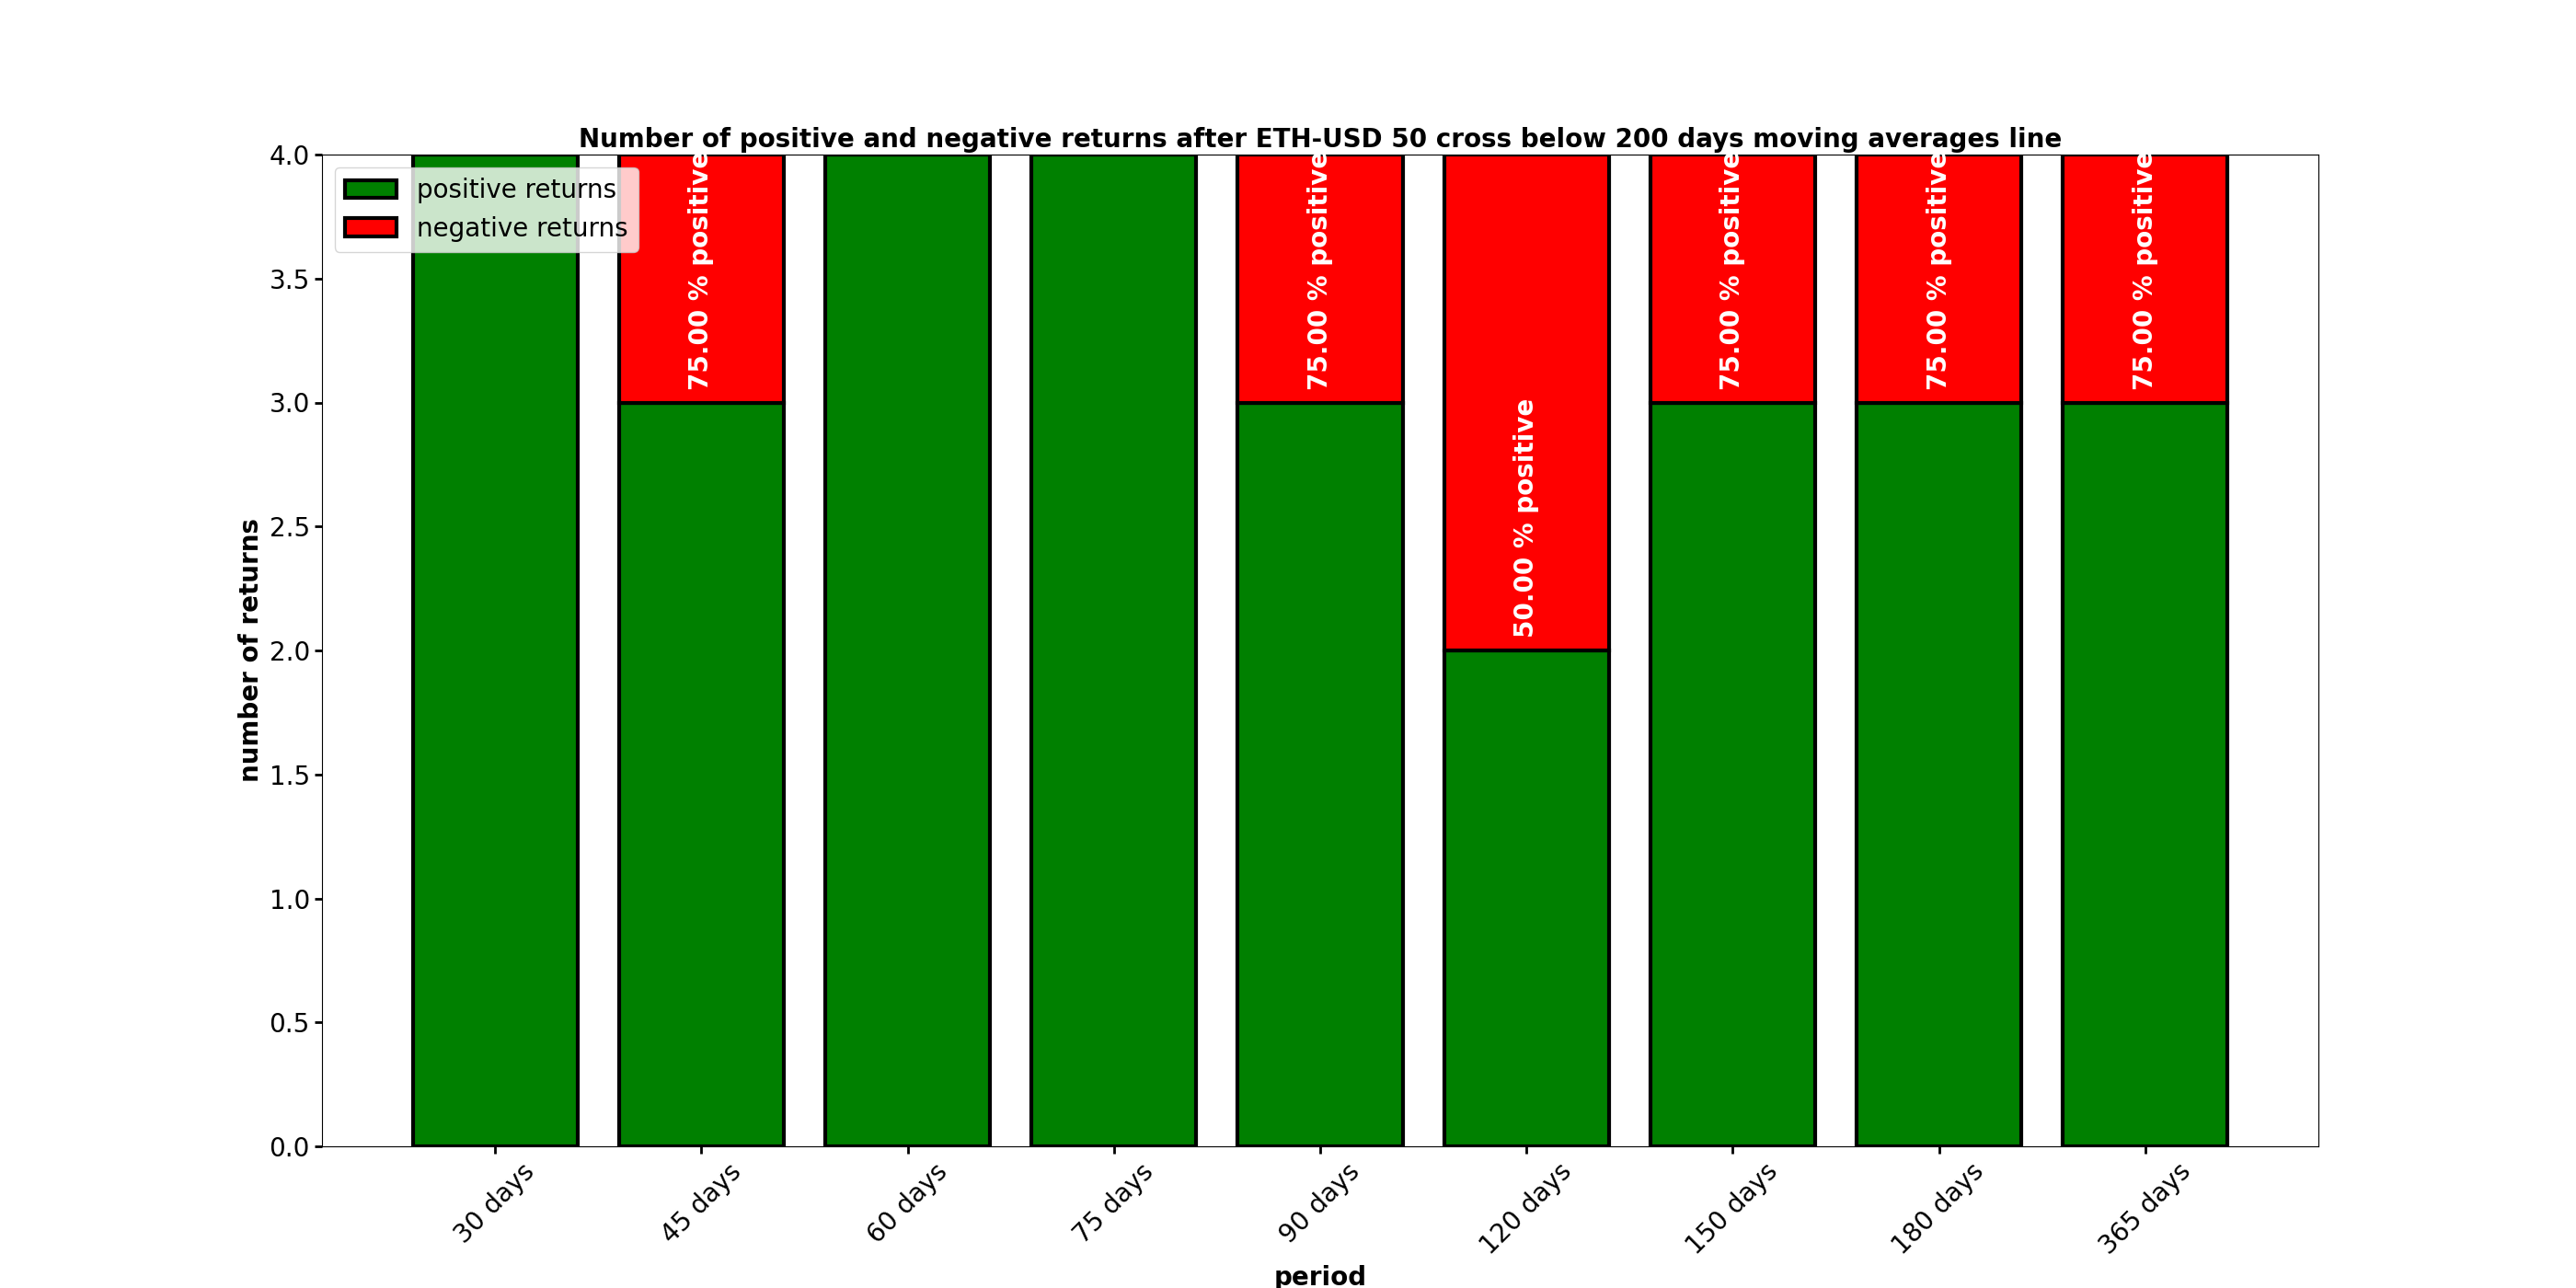 Number of positive and negative returns after ETH-USD 50 cross below 200 days moving averages line
positive returns
negative returns
4.0
3.5
3.0
2.5
2.0
1.5
1.0
0.5
0.0
number of returns
75.00 % positive
75.00 % positive
50.00 % positive
75.00 % positive
75.00 % positive
75.00 % positive
30 days
45 days
60 days
75 days
90 days
120 days
150 days
180 days
365 days
period